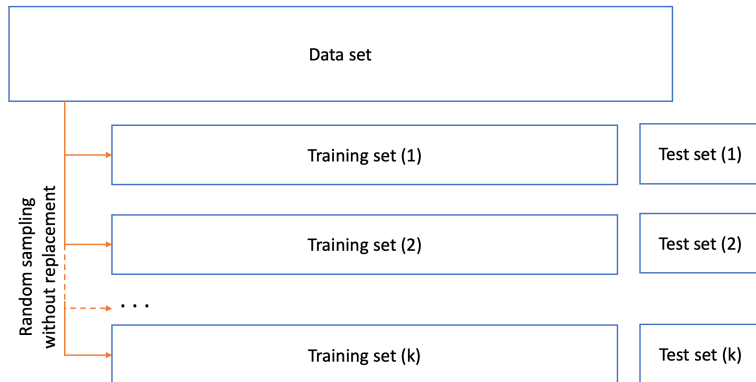 Data set
Training set (1)
Test set (1)
Random sampling
without replacement
Training set (2)
Test set (2)
. . .
Training set (k)
Test set (k)